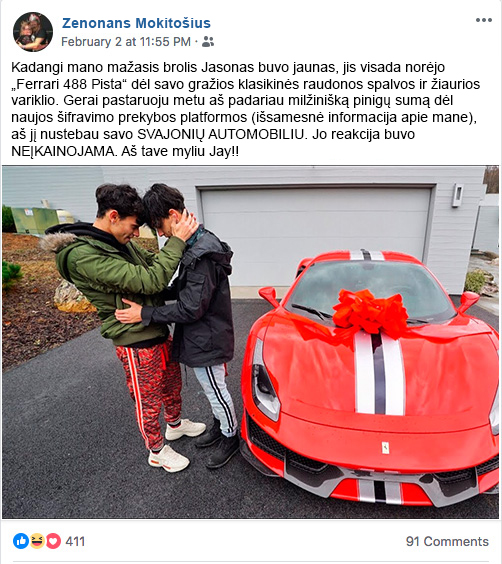 Zenonans Mokitošius
February 2 at 11:55 PM ·
Kadangi mano mažasis brolis Jasonas buvo jaunas, jis visada norėjo
„Ferrari 488 Pista“ dėl savo gražios klasikinės raudonos spalvos ir žiaurios
variklio. Gerai pastaruoju metu aš padariau milžinišką pinigų sumą dėl
naujos šifravimo prekybos platformos (išsamesnė informacija apie mane),
aš jį nustebau savo SVAJONIŲ AUTOMOBILIU. Jo reakcija buvo
NEĮKAINOJAMA. Aš tave myliu Jay!!
411
91 Comments